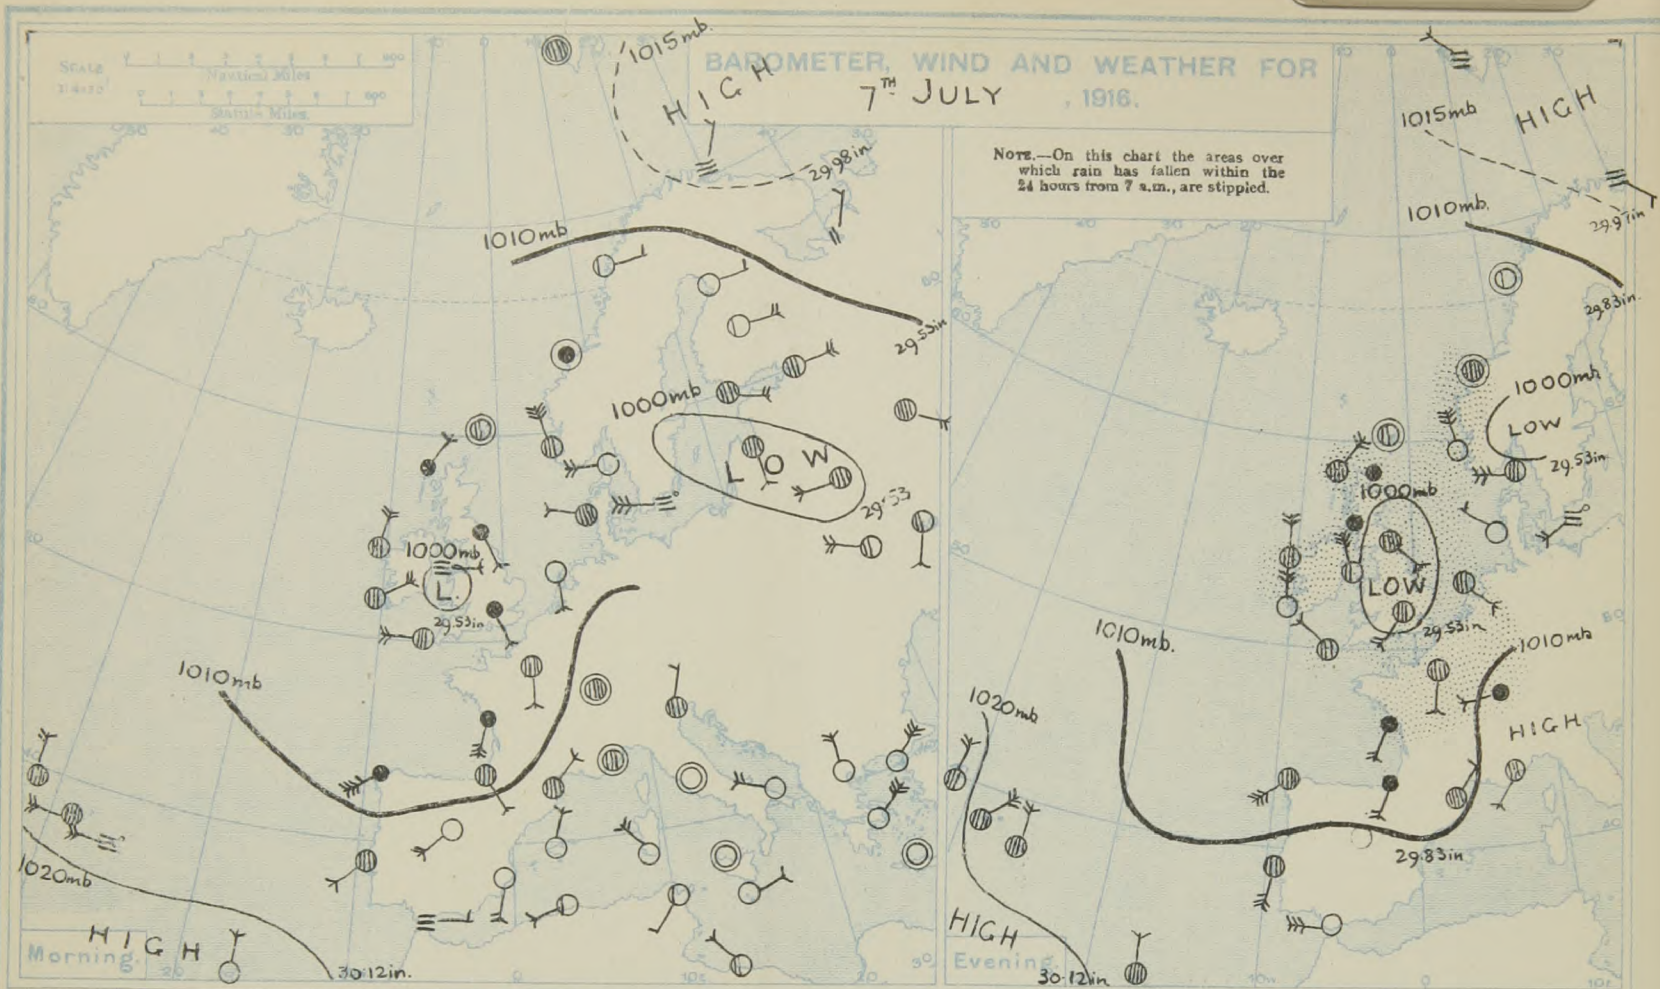 BAROMETER, WIND AND WEATHER FOR
7TH JULY, 1916.
SCALE
Nautical Miles
Statute Miles.
NOTE.—On this chart the areas over
which rain has fallen within the
24 hours from 7 a.m., are stippled.
1015mb.
HIGH
29.98in
1010mb
29.53in
1000mb
LOW
29.53
1000mb
L.
29.53in
1010mb
1020mb
HIGH
30.12in.
Morning.
1015mb
HIGH
29.97in
1010mb.
29.83in.
1000mb
LOW
29.53in
1000mb
LOW
29.53in
1010mb.
1010mb
HIGH
1020mb
29.83in
HIGH
30.12in
Evening.